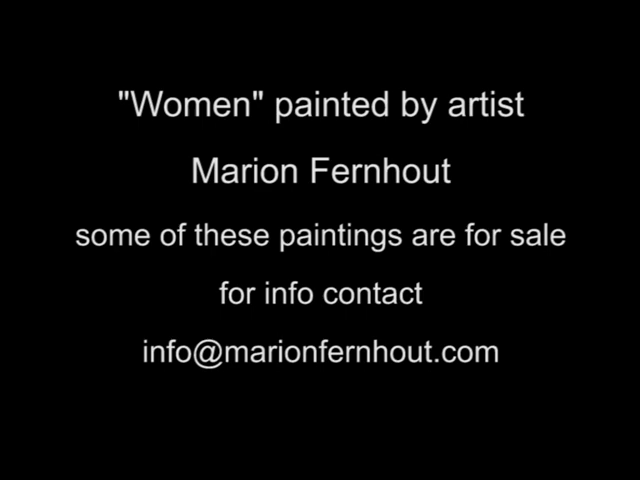 "Women" painted by artist
Marion Fernhout
some of these paintings are for sale
for info contact
info@marionfernhout.com